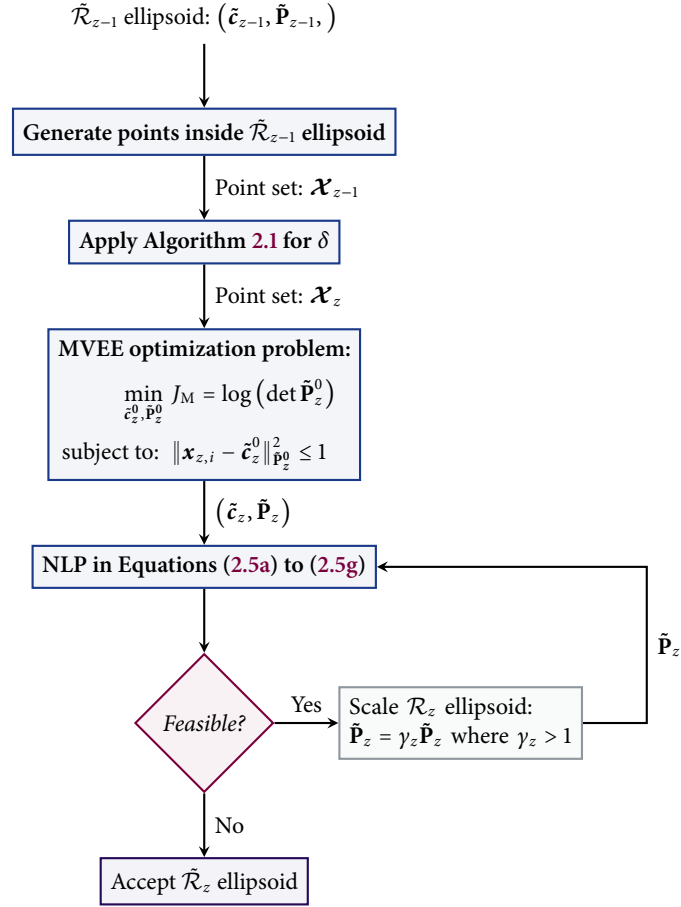 R̃_{z−1} ellipsoid: (c̃_{z−1}, P̃_{z−1}, )
Generate points inside R̃_{z−1} ellipsoid
Point set: 𝓧_{z−1}
Apply Algorithm 2.1 for δ
Point set: 𝓧_z
MVEE optimization problem:
min_{c̃_z^0, P̃_z^0} J_M = log (det P̃_z^0)
subject to: ‖x_{z,i} − c̃_z^0‖²_{P̃_z^0} ≤ 1
(c̃_z, P̃_z)
NLP in Equations (2.5a) to (2.5g)
P̃_z
Feasible?
Yes
Scale R_z ellipsoid:
P̃_z = γ_z P̃_z where γ_z > 1
No
Accept R̃_z ellipsoid